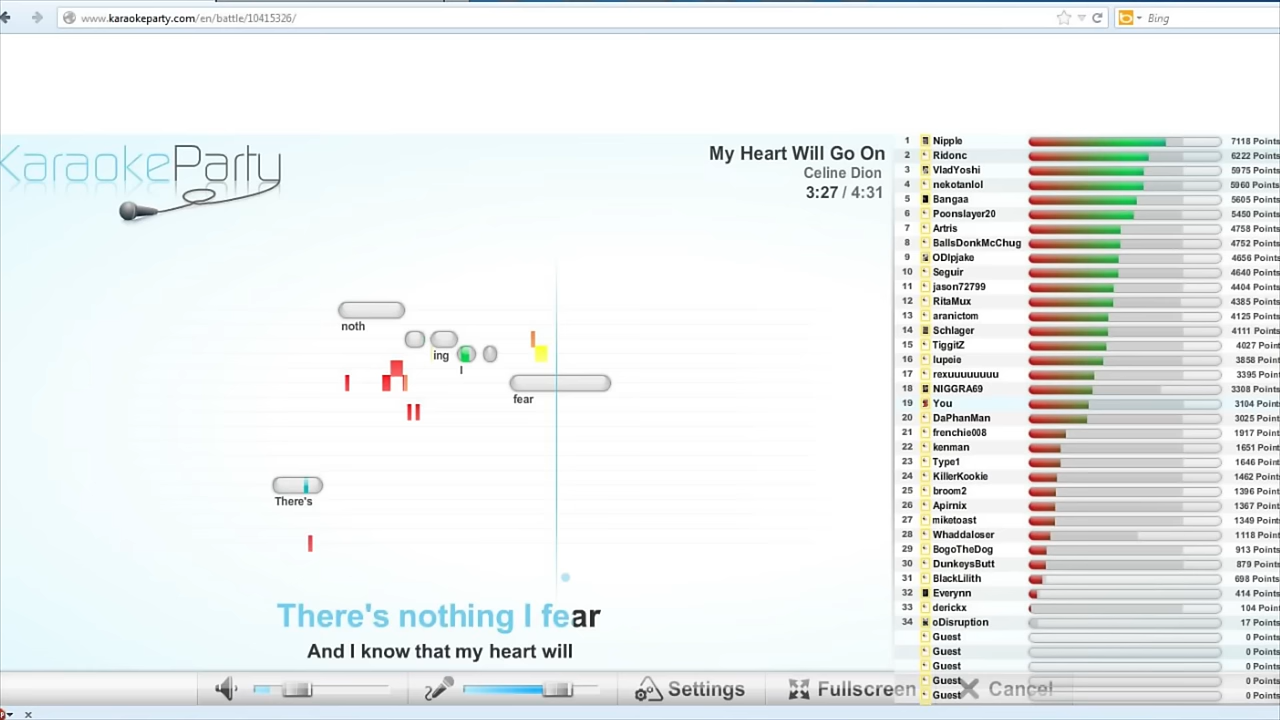 www.karaokeparty.com/en/battle/10415326/
Bing
KaraokeParty
My Heart Will Go On
Celine Dion
3:27 / 4:31
noth
ing
I
fear
There's
There's nothing I fear
And I know that my heart will
Settings
Fullscreen
Cancel
1 Nipple 7118 Points
2 Ridonc 6222 Points
3 VladYoshi 5975 Points
4 nekotanlol 5960 Points
5 Bangaa 5605 Points
6 Poonslayer20 5450 Points
7 Artris 4758 Points
8 BallsDonkMcChug 4752 Points
9 ODIpjake 4656 Points
10 Seguir 4640 Points
11 jason72799 4404 Points
12 RitaMux 4385 Points
13 aranictom 4125 Points
14 Schlager 4111 Points
15 TiggitZ 4027 Points
16 lupeie 3858 Points
17 rexuuuuuuuu 3395 Points
18 NIGGRA69 3308 Points
19 You 3104 Points
20 DaPhanMan 3025 Points
21 frenchie008 1917 Points
22 kenman 1651 Points
23 Type1 1646 Points
24 KillerKookie 1462 Points
25 broom2 1396 Points
26 Apirnix 1367 Points
27 miketoast 1349 Points
28 Whaddaloser 1118 Points
29 BogoTheDog 913 Points
30 DunkeysButt 879 Points
31 BlackLilith 698 Points
32 Everynn 414 Points
33 derickx 104 Points
34 oDisruption 17 Points
Guest 0 Points
Guest 0 Points
Guest 0 Points
Guest 0 Points
Guest 0 Points